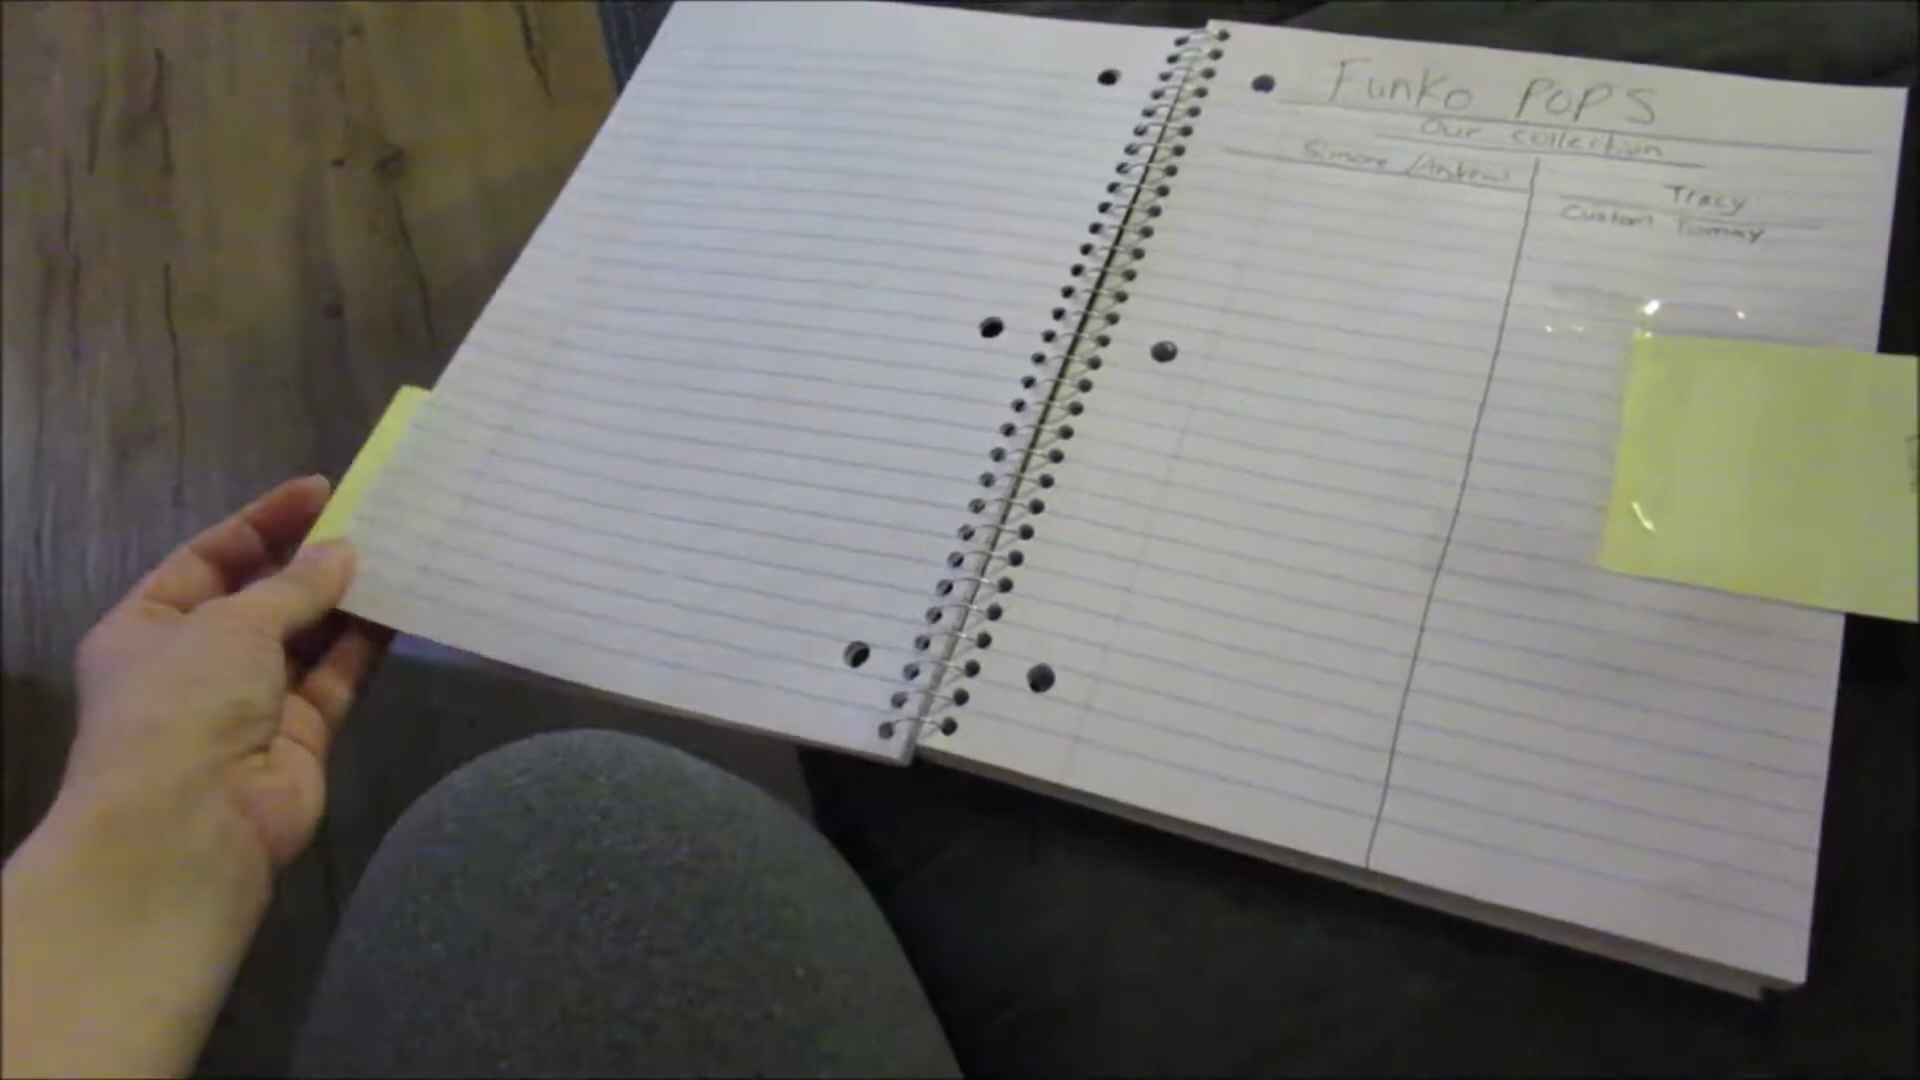 Funko POPS
Our collection
Simone / Andrew
Tracy
Custom Tommy